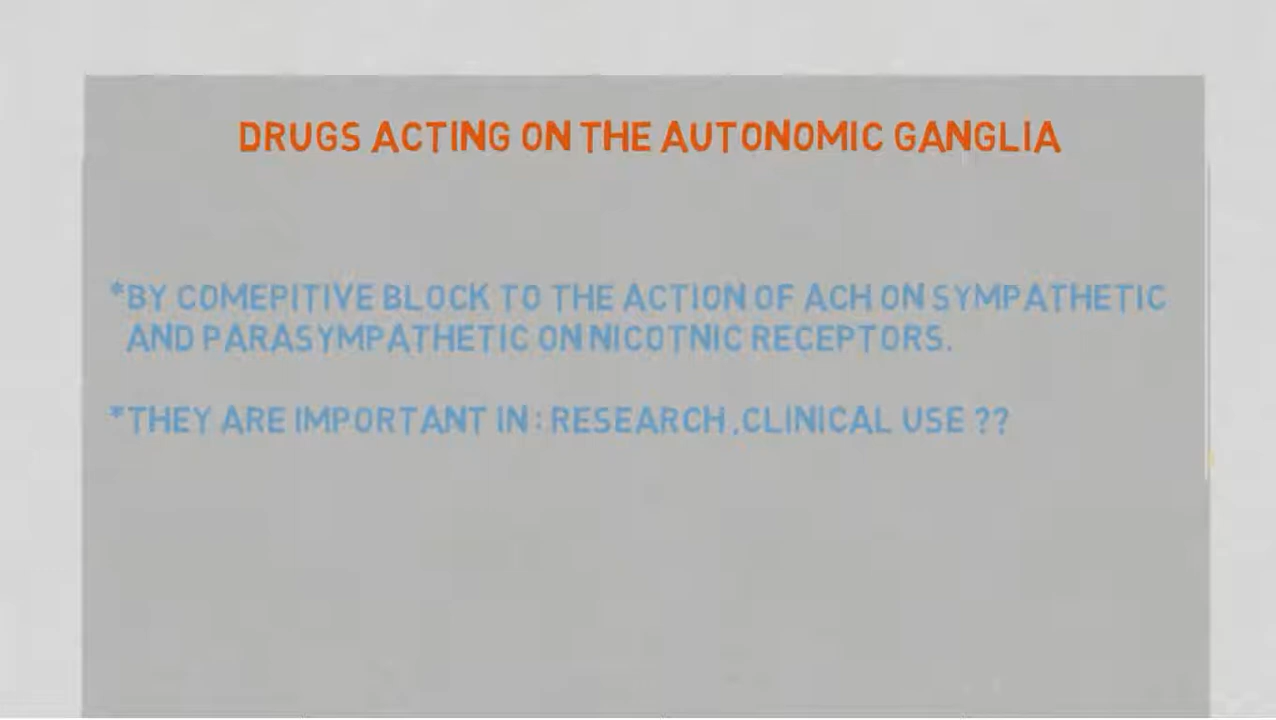 DRUGS ACTING ON THE AUTONOMIC GANGLIA
*BY COMEPITIVE BLOCK TO THE ACTION OF ACH ON SYMPATHETIC
AND PARASYMPATHETIC ON NICOTNIC RECEPTORS.
*THEY ARE IMPORTANT IN : RESEARCH ,CLINICAL USE ??